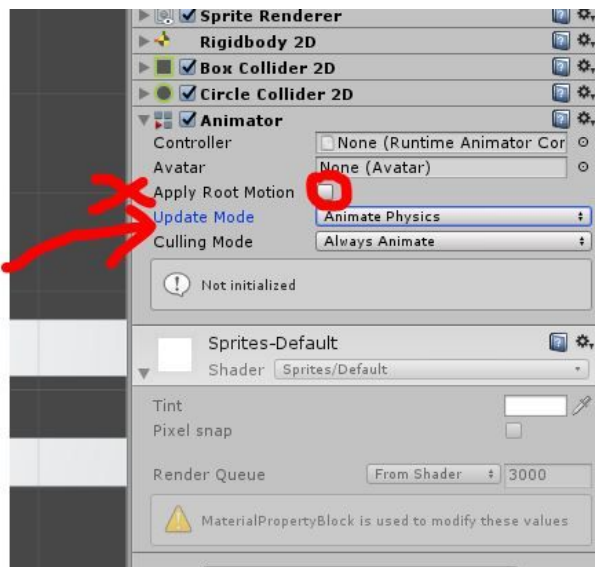 Sprite Renderer
Rigidbody 2D
Box Collider 2D
Circle Collider 2D
Animator
Controller None (Runtime Animator Cor
Avatar None (Avatar)
Apply Root Motion
Update Mode Animate Physics
Culling Mode Always Animate
Not initialized
Sprites-Default
Shader Sprites/Default
Tint
Pixel snap
Render Queue From Shader 3000
MaterialPropertyBlock is used to modify these values